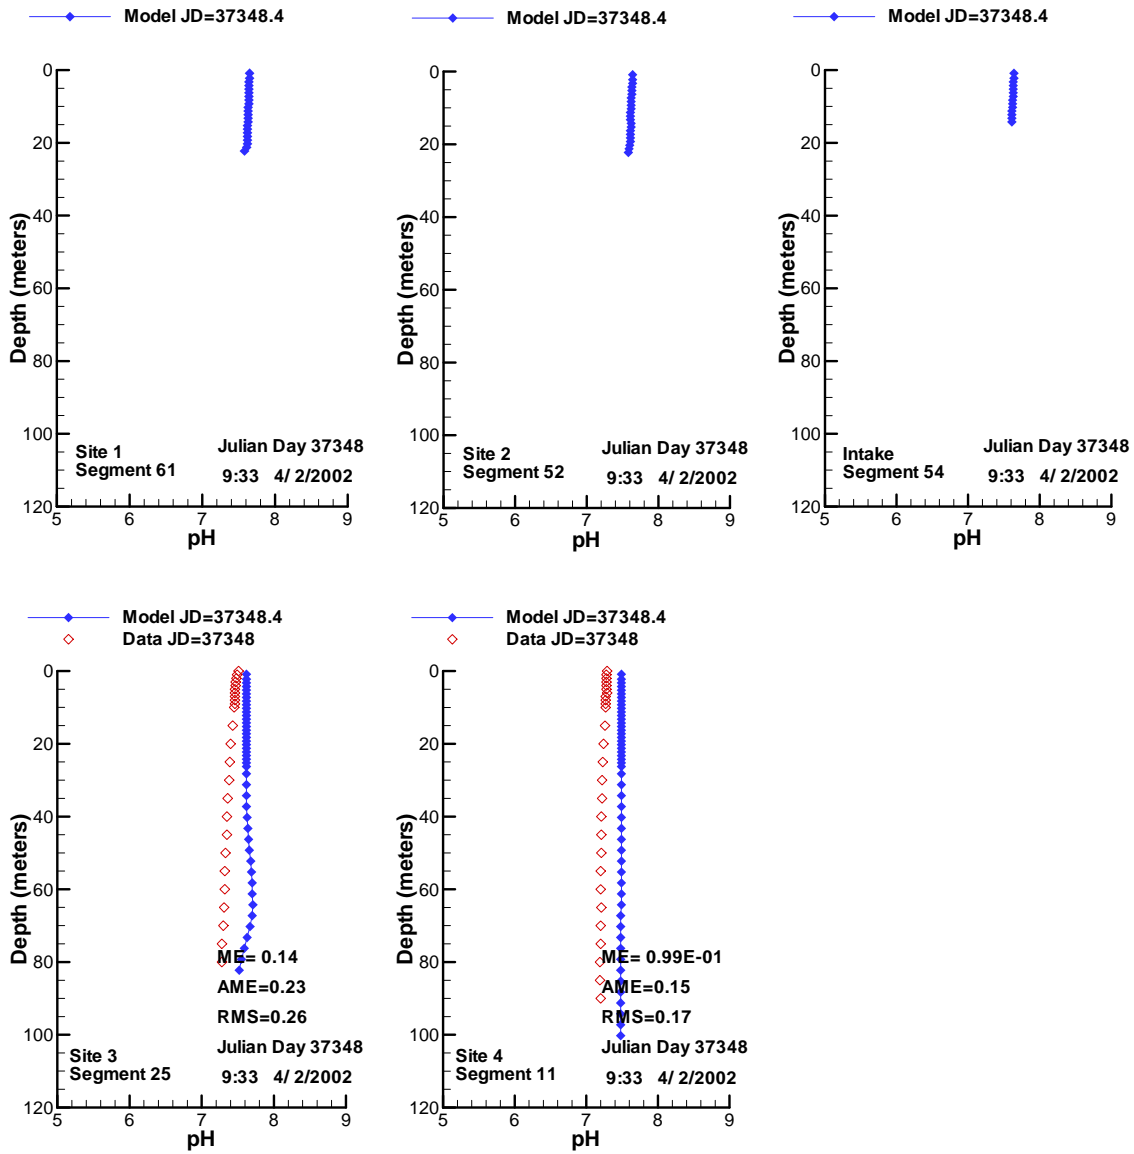 Model JD=37348.4
0
20
40
60
80
100
120
Depth (meters)
Site 1
Segment 61
Julian Day 37348
9:33 4/ 2/2002
5 6 7 8 9
pH
Model JD=37348.4
0
20
40
60
80
100
120
Depth (meters)
Site 2
Segment 52
Julian Day 37348
9:33 4/ 2/2002
5 6 7 8 9
pH
Model JD=37348.4
0
20
40
60
80
100
120
Depth (meters)
Intake
Segment 54
Julian Day 37348
9:33 4/ 2/2002
5 6 7 8 9
pH
Model JD=37348.4
Data JD=37348
0
20
40
60
80
100
120
Depth (meters)
ME= 0.14
AME=0.23
RMS=0.26
Site 3
Segment 25
Julian Day 37348
9:33 4/ 2/2002
5 6 7 8 9
pH
Model JD=37348.4
Data JD=37348
0
20
40
60
80
100
120
Depth (meters)
ME= 0.99E-01
AME=0.15
RMS=0.17
Site 4
Segment 11
Julian Day 37348
9:33 4/ 2/2002
5 6 7 8 9
pH